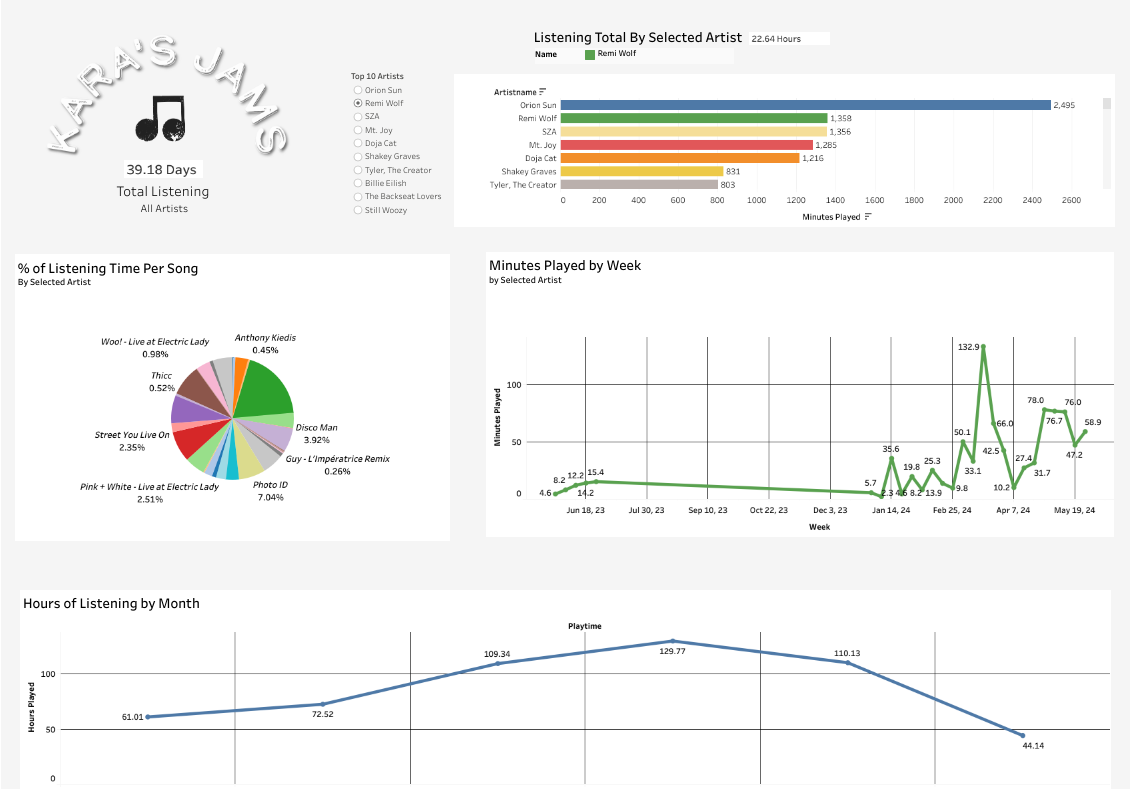 KARA'S JAMS
39.18 Days
Total Listening
All Artists
Top 10 Artists
Orion Sun
Remi Wolf
SZA
Mt. Joy
Doja Cat
Shakey Graves
Tyler, The Creator
Billie Eilish
The Backseat Lovers
Still Woozy
Listening Total By Selected Artist 22.64 Hours
Name Remi Wolf
Artistname
Orion Sun 2,495
Remi Wolf 1,358
SZA 1,356
Mt. Joy 1,285
Doja Cat 1,216
Shakey Graves 831
Tyler, The Creator 803
0 200 400 600 800 1000 1200 1400 1600 1800 2000 2200 2400 2600
Minutes Played
% of Listening Time Per Song
By Selected Artist
Woo! - Live at Electric Lady
0.98%
Anthony Kiedis
0.45%
Thicc
0.52%
Disco Man
3.92%
Street You Live On
2.35%
Guy - L'Impératrice Remix
0.26%
Pink + White - Live at Electric Lady
2.51%
Photo ID
7.04%
Minutes Played by Week
by Selected Artist
Minutes Played
100
50
0
4.6 8.2 12.2 14.2 15.4 5.7 2.3 35.6 4.6 19.8 8.2 25.3 13.9 9.8 50.1 33.1 132.9 66.0 42.5 10.2 27.4 31.7 78.0 76.7 76.0 47.2 58.9
Jun 18, 23 Jul 30, 23 Sep 10, 23 Oct 22, 23 Dec 3, 23 Jan 14, 24 Feb 25, 24 Apr 7, 24 May 19, 24
Week
Hours of Listening by Month
Playtime
Hours Played
100
50
0
61.01 72.52 109.34 129.77 110.13 44.14